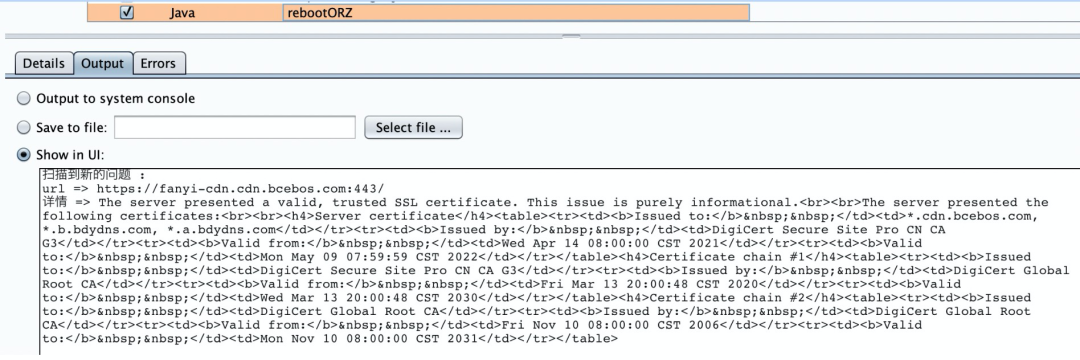 Java rebootORZ
Details Output Errors
Output to system console
Save to file: Select file ...
Show in UI:
扫描到新的问题 :
url => https://fanyi-cdn.cdn.bcebos.com:443/
详情 => The server presented a valid, trusted SSL certificate. This issue is purely informational.<br><br>The server presented the
following certificates:<br><br><h4>Server certificate</h4><table><tr><td><b>Issued to:</b>&nbsp;&nbsp;</td><td>*.cdn.bcebos.com,
*.b.bdydns.com, *.a.bdydns.com</td></tr><tr><td><b>Issued by:</b>&nbsp;&nbsp;</td><td>DigiCert Secure Site Pro CN CA
G3</td></tr><tr><td><b>Valid from:</b>&nbsp;&nbsp;</td><td>Wed Apr 14 08:00:00 CST 2021</td></tr><tr><td><b>Valid
to:</b>&nbsp;&nbsp;</td><td>Mon May 09 07:59:59 CST 2022</td></tr></table><h4>Certificate chain #1</h4><table><tr><td><b>Issued
to:</b>&nbsp;&nbsp;</td><td>DigiCert Secure Site Pro CN CA G3</td></tr><tr><td><b>Issued by:</b>&nbsp;&nbsp;</td><td>DigiCert Global
Root CA</td></tr><tr><td><b>Valid from:</b>&nbsp;&nbsp;</td><td>Fri Mar 13 20:00:48 CST 2020</td></tr><tr><td><b>Valid
to:</b>&nbsp;&nbsp;</td><td>Wed Mar 13 20:00:48 CST 2030</td></tr></table><h4>Certificate chain #2</h4><table><tr><td><b>Issued
to:</b>&nbsp;&nbsp;</td><td>DigiCert Global Root CA</td></tr><tr><td><b>Issued by:</b>&nbsp;&nbsp;</td><td>DigiCert Global Root
CA</td></tr><tr><td><b>Valid from:</b>&nbsp;&nbsp;</td><td>Fri Nov 10 08:00:00 CST 2006</td></tr><tr><td><b>Valid
to:</b>&nbsp;&nbsp;</td><td>Mon Nov 10 08:00:00 CST 2031</td></tr></table>